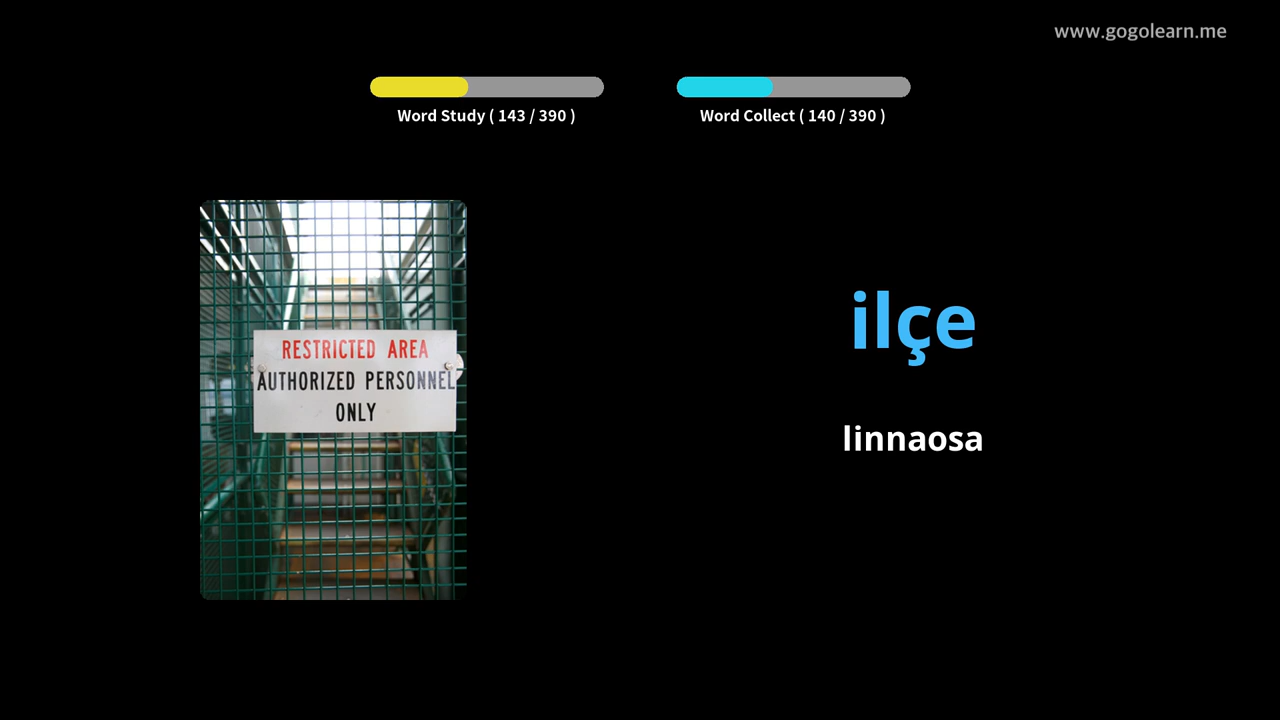 www.gogolearn.me
Word Study ( 143 / 390 )
Word Collect ( 140 / 390 )
RESTRICTED AREA
AUTHORIZED PERSONNEL
ONLY
ilçe
linnaosa